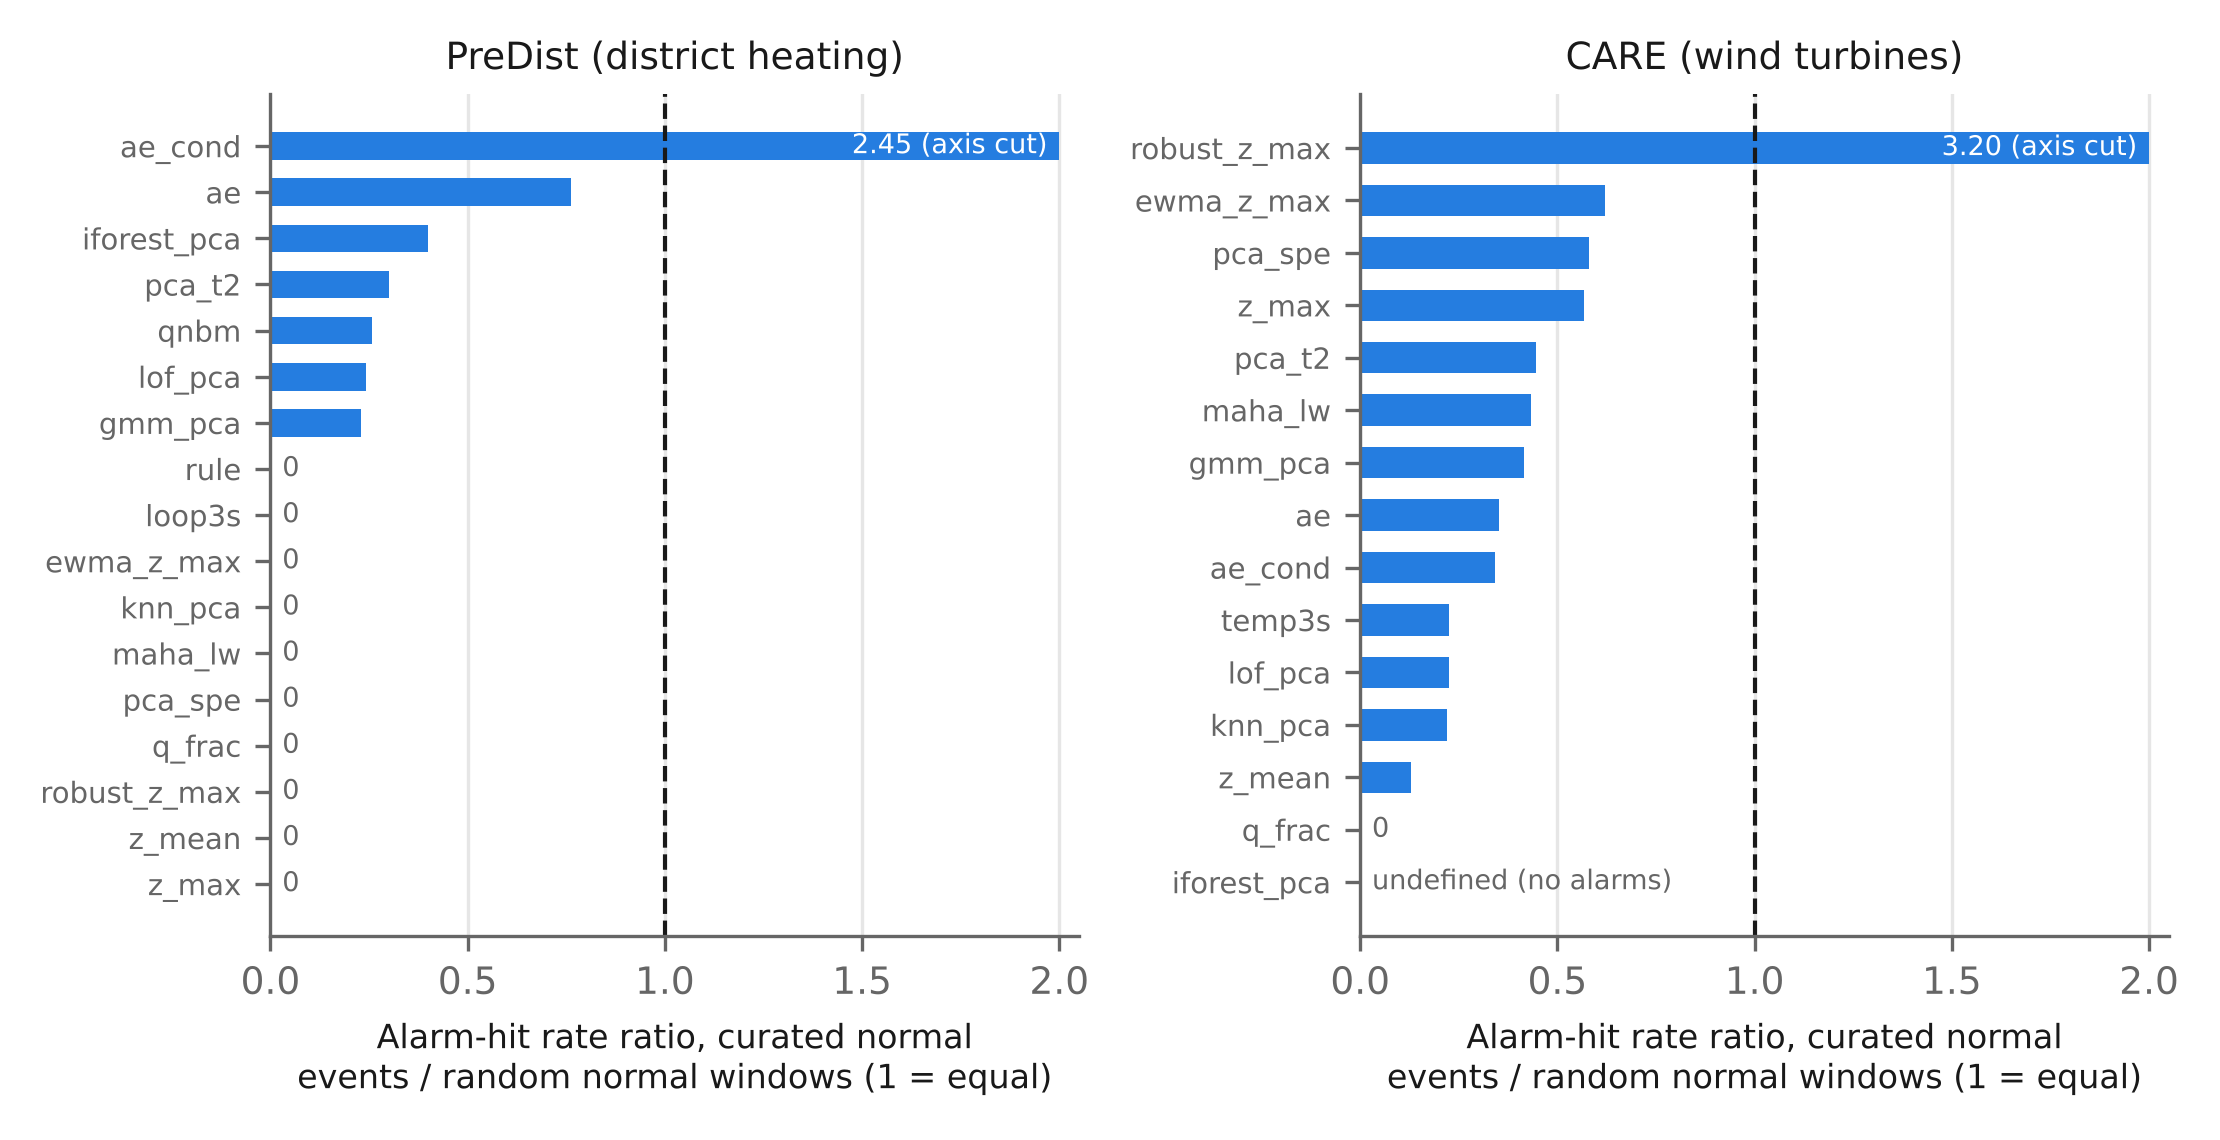 PreDist (district heating)
ae_cond
2.45 (axis cut)
ae
iforest_pca
pca_t2
qnbm
lof_pca
gmm_pca
rule 0
loop3s 0
ewma_z_max 0
knn_pca 0
maha_lw 0
pca_spe 0
q_frac 0
robust_z_max 0
z_mean 0
z_max 0
0.0 0.5 1.0 1.5 2.0
Alarm-hit rate ratio, curated normal
events / random normal windows (1 = equal)
CARE (wind turbines)
robust_z_max
3.20 (axis cut)
ewma_z_max
pca_spe
z_max
pca_t2
maha_lw
gmm_pca
ae
ae_cond
temp3s
lof_pca
knn_pca
z_mean
q_frac 0
iforest_pca undefined (no alarms)
0.0 0.5 1.0 1.5 2.0
Alarm-hit rate ratio, curated normal
events / random normal windows (1 = equal)